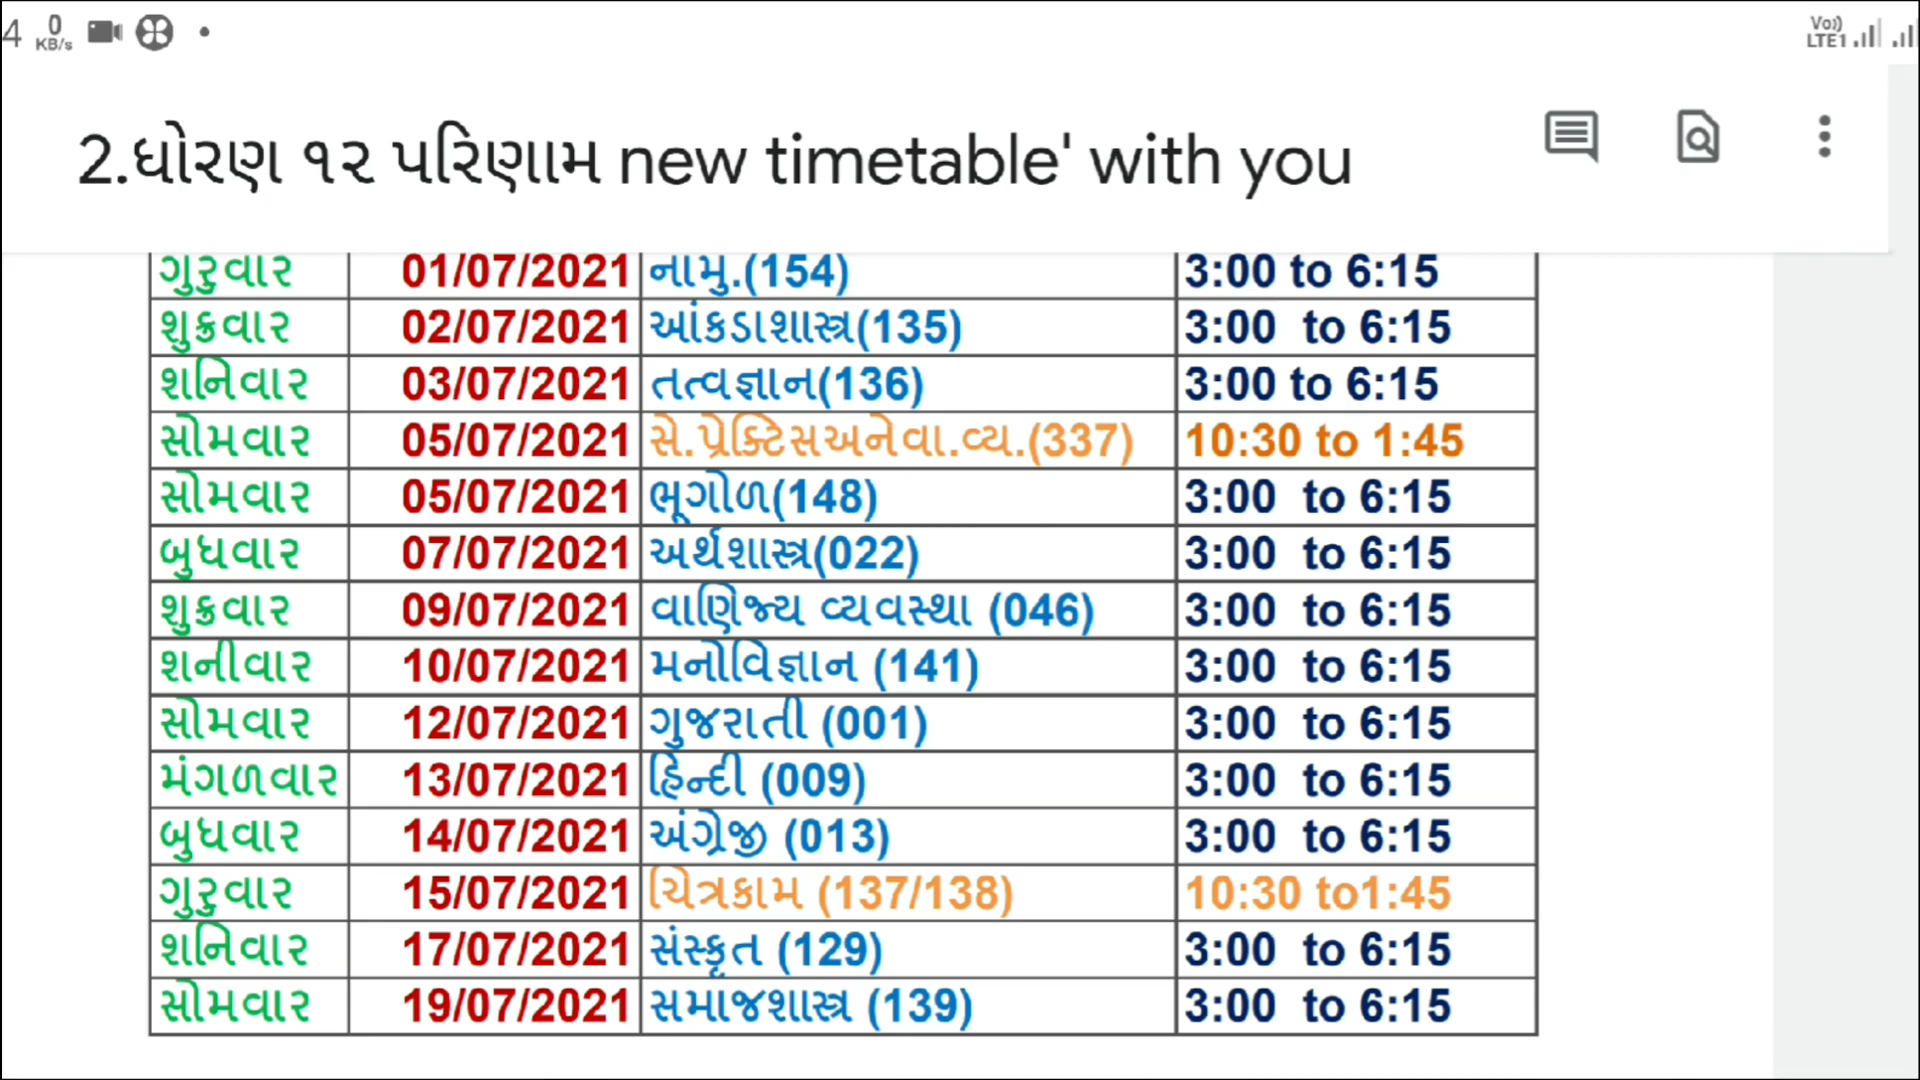 4 0 KB/s Vo)) LTE1
2.ધોરણ ૧૨ પરિણામ new timetable' with you
ગુરુવાર 01/07/2021 નામુ.(154) 3:00 to 6:15
શુક્રવાર 02/07/2021 આંકડાશાસ્ત્ર(135) 3:00 to 6:15
શનિવાર 03/07/2021 તત્વજ્ઞાન(136) 3:00 to 6:15
સોમવાર 05/07/2021 સે.પ્રેક્ટિસઅનેવા.વ્ય.(337) 10:30 to 1:45
સોમવાર 05/07/2021 ભૂગોળ(148) 3:00 to 6:15
બુધવાર 07/07/2021 અર્થશાસ્ત્ર(022) 3:00 to 6:15
શુક્રવાર 09/07/2021 વાણિજ્ય વ્યવસ્થા (046) 3:00 to 6:15
શનીવાર 10/07/2021 મનોવિજ્ઞાન (141) 3:00 to 6:15
સોમવાર 12/07/2021 ગુજરાતી (001) 3:00 to 6:15
મંગળવાર 13/07/2021 હિન્દી (009) 3:00 to 6:15
બુધવાર 14/07/2021 અંગ્રેજી (013) 3:00 to 6:15
ગુરુવાર 15/07/2021 ચિત્રકામ (137/138) 10:30 to1:45
શનિવાર 17/07/2021 સંસ્કૃત (129) 3:00 to 6:15
સોમવાર 19/07/2021 સમાજશાસ્ત્ર (139) 3:00 to 6:15